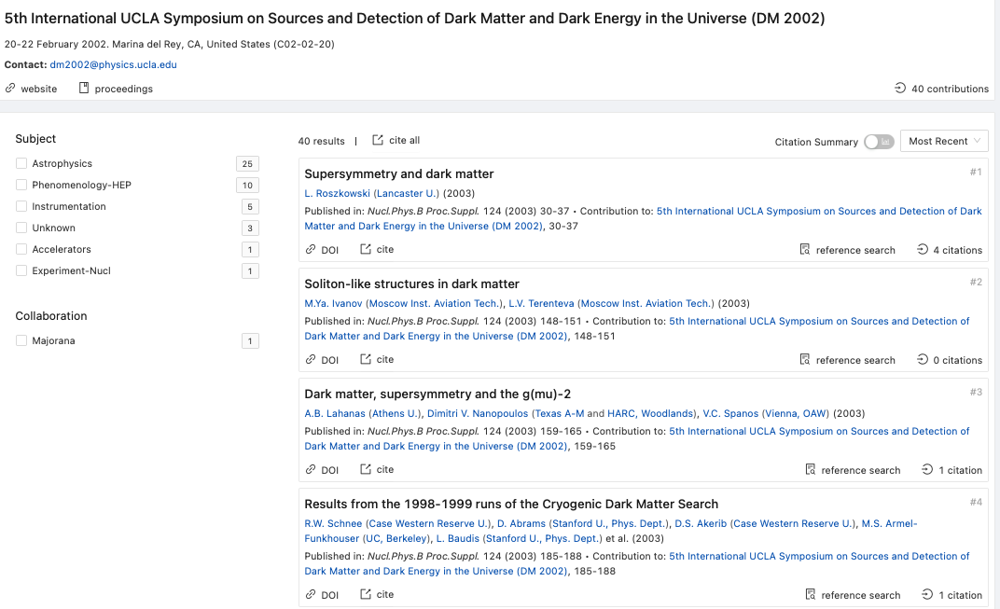 5th International UCLA Symposium on Sources and Detection of Dark Matter and Dark Energy in the Universe (DM 2002)
20-22 February 2002. Marina del Rey, CA, United States (C02-02-20)
Contact: dm2002@physics.ucla.edu
website proceedings 40 contributions
Subject
Astrophysics 25
Phenomenology-HEP 10
Instrumentation 5
Unknown 3
Accelerators 1
Experiment-Nucl 1
Collaboration
Majorana 1
40 results | cite all Citation Summary Most Recent
Supersymmetry and dark matter #1
L. Roszkowski (Lancaster U.) (2003)
Published in: Nucl.Phys.B Proc.Suppl. 124 (2003) 30-37 • Contribution to: 5th International UCLA Symposium on Sources and Detection of Dark
Matter and Dark Energy in the Universe (DM 2002), 30-37
DOI cite reference search 4 citations
Soliton-like structures in dark matter #2
M.Ya. Ivanov (Moscow Inst. Aviation Tech.), L.V. Terenteva (Moscow Inst. Aviation Tech.) (2003)
Published in: Nucl.Phys.B Proc.Suppl. 124 (2003) 148-151 • Contribution to: 5th International UCLA Symposium on Sources and Detection of
Dark Matter and Dark Energy in the Universe (DM 2002), 148-151
DOI cite reference search 0 citations
Dark matter, supersymmetry and the g(mu)-2 #3
A.B. Lahanas (Athens U.), Dimitri V. Nanopoulos (Texas A-M and HARC, Woodlands), V.C. Spanos (Vienna, OAW) (2003)
Published in: Nucl.Phys.B Proc.Suppl. 124 (2003) 159-165 • Contribution to: 5th International UCLA Symposium on Sources and Detection of
Dark Matter and Dark Energy in the Universe (DM 2002), 159-165
DOI cite reference search 1 citation
Results from the 1998-1999 runs of the Cryogenic Dark Matter Search #4
R.W. Schnee (Case Western Reserve U.), D. Abrams (Stanford U., Phys. Dept.), D.S. Akerib (Case Western Reserve U.), M.S. Armel-
Funkhouser (UC, Berkeley), L. Baudis (Stanford U., Phys. Dept.) et al. (2003)
Published in: Nucl.Phys.B Proc.Suppl. 124 (2003) 185-188 • Contribution to: 5th International UCLA Symposium on Sources and Detection of
Dark Matter and Dark Energy in the Universe (DM 2002), 185-188
DOI cite reference search 1 citation